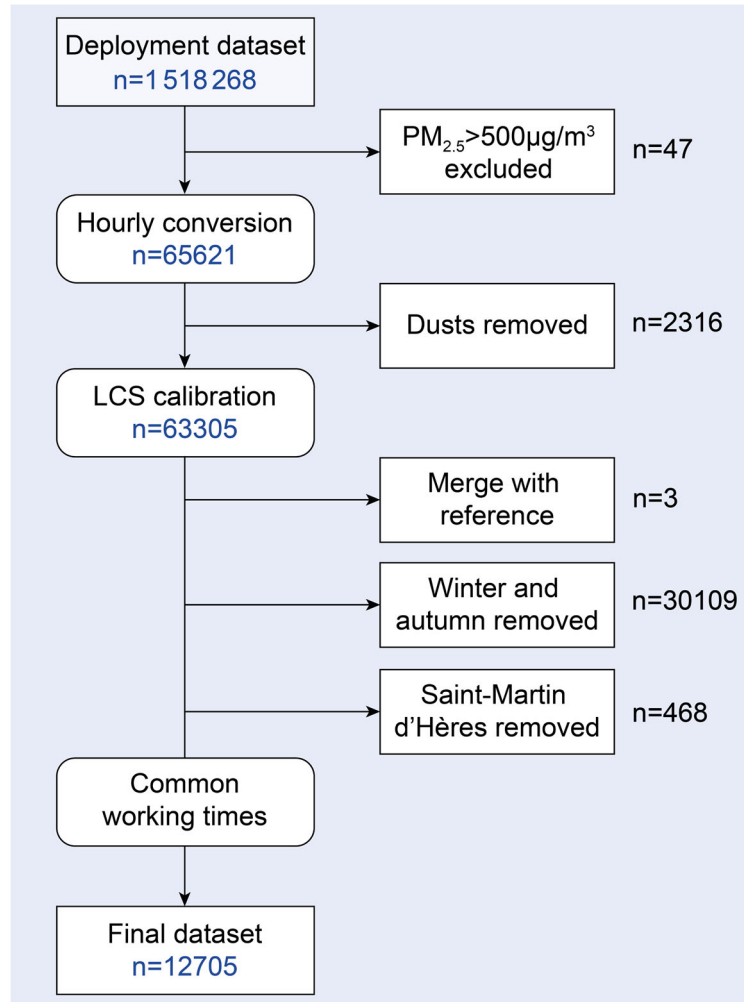 Deployment dataset
n=1 518 268
PM2.5>500µg/m³
excluded
n=47
Hourly conversion
n=65621
Dusts removed
n=2316
LCS calibration
n=63305
Merge with
reference
n=3
Winter and
autumn removed
n=30109
Saint-Martin
d’Hères removed
n=468
Common
working times
Final dataset
n=12705